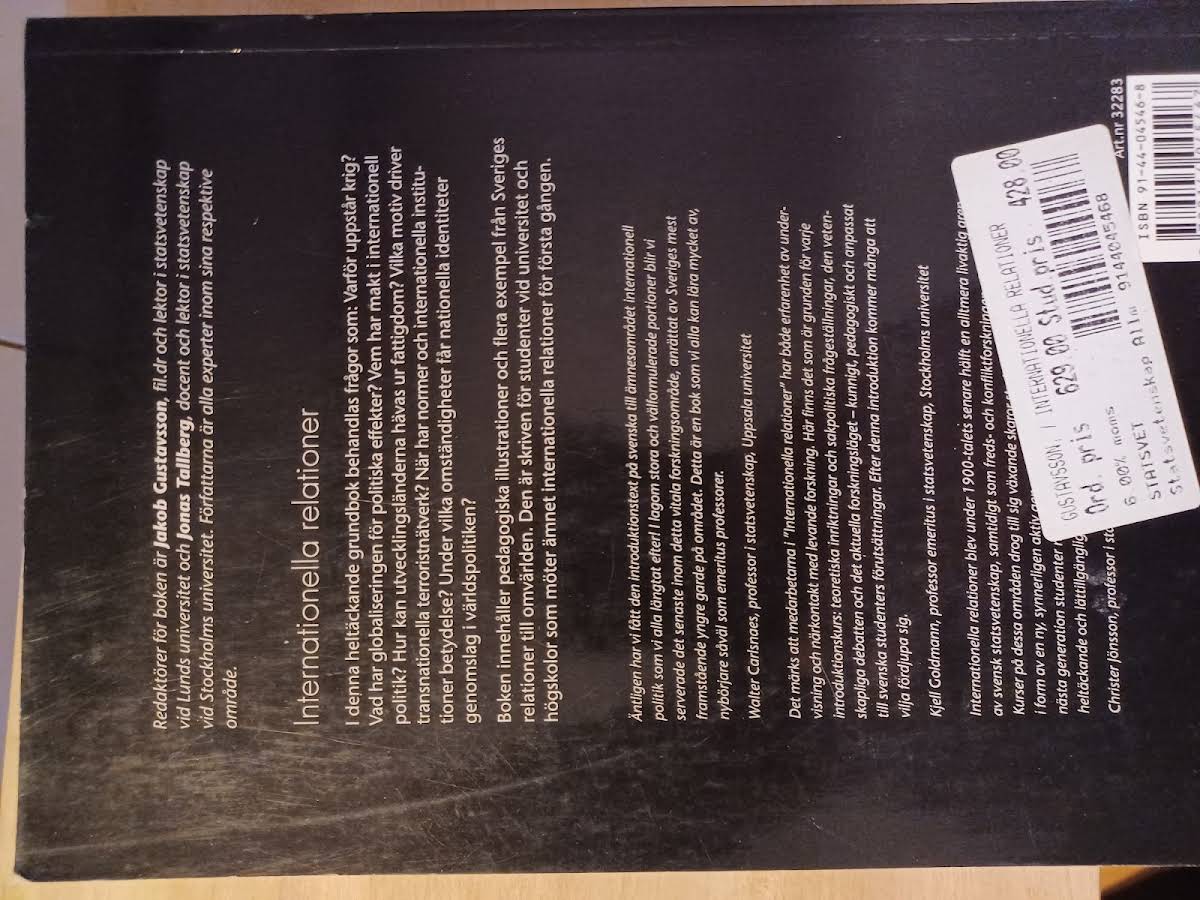 Redaktörer för boken är Jakob Gustavsson, fil.dr och lektor i statsvetenskap
vid Lunds universitet och Jonas Tallberg, docent och lektor i statsvetenskap
vid Stockholms universitet. Författarna är alla experter inom sina respektive
område.
Internationella relationer
I denna heltäckande grundbok behandlas frågor som: Varför uppstår krig?
Vad har globaliseringen för politiska effekter? Vem har makt i internationell
politik? Hur kan utvecklingsländerna hävas ur fattigdom? Vilka motiv driver
transnationella terroristnätverk? När har normer och internationella institu-
tioner betydelse? Under vilka omständigheter får nationella identiteter
genomslag i världspolitiken?
Boken innehåller pedagogiska illustrationer och flera exempel från Sveriges
relationer till omvärlden. Den är skriven för studenter vid universitet och
högskolor som möter ämnet internationella relationer för första gången.
Äntligen har vi fått den introduktionstext på svenska till ämnesområdet internationell
politik som vi alla längtat efter! I lagom stora och välformulerade portioner blir vi
serverade det senaste inom detta vitala forskningsområde, anrättat av Sveriges mest
framstående yngre garde på området. Detta är en bok som vi alla kan lära mycket av,
nybörjare såväl som emeritus professorer.
Walter Carlsnaes, professor i statsvetenskap, Uppsala universitet
Det märks att medarbetarna i "Internationella relationer" har både erfarenhet av under-
visning och närkontakt med levande forskning. Här finns det som är grunden för varje
introduktionskurs: teoretiska inriktningar och sakpolitiska frågeställningar, den veten-
skapliga debatten och det aktuella forskningsläget – kunnigt, pedagogiskt och anpassat
till svenska studenters förutsättningar. Efter denna introduktion kommer många att
vilja fördjupa sig.
Kjell Goldmann, professor emeritus i statsvetenskap, Stockholms universitet
Internationella relationer blev under 1900-talets senare hälft en alltmera livaktig
av svensk statsvetenskap, samtidigt som freds- och
Kurser på dessa områden drog till sig växande
i form av en ny, synnerligen
nästa generation studenter
heltäckande och
Christer Jönsson, professor i
GUSTAVSSON, / INTERNATIONELLA RELATIONER
Ord. pris 629.00 Stud pris 428.00
6.00% moms
STATSVET
Statsvetenskap Allm 9144045468
Art.nr 32283
ISBN 91-44-04546-8